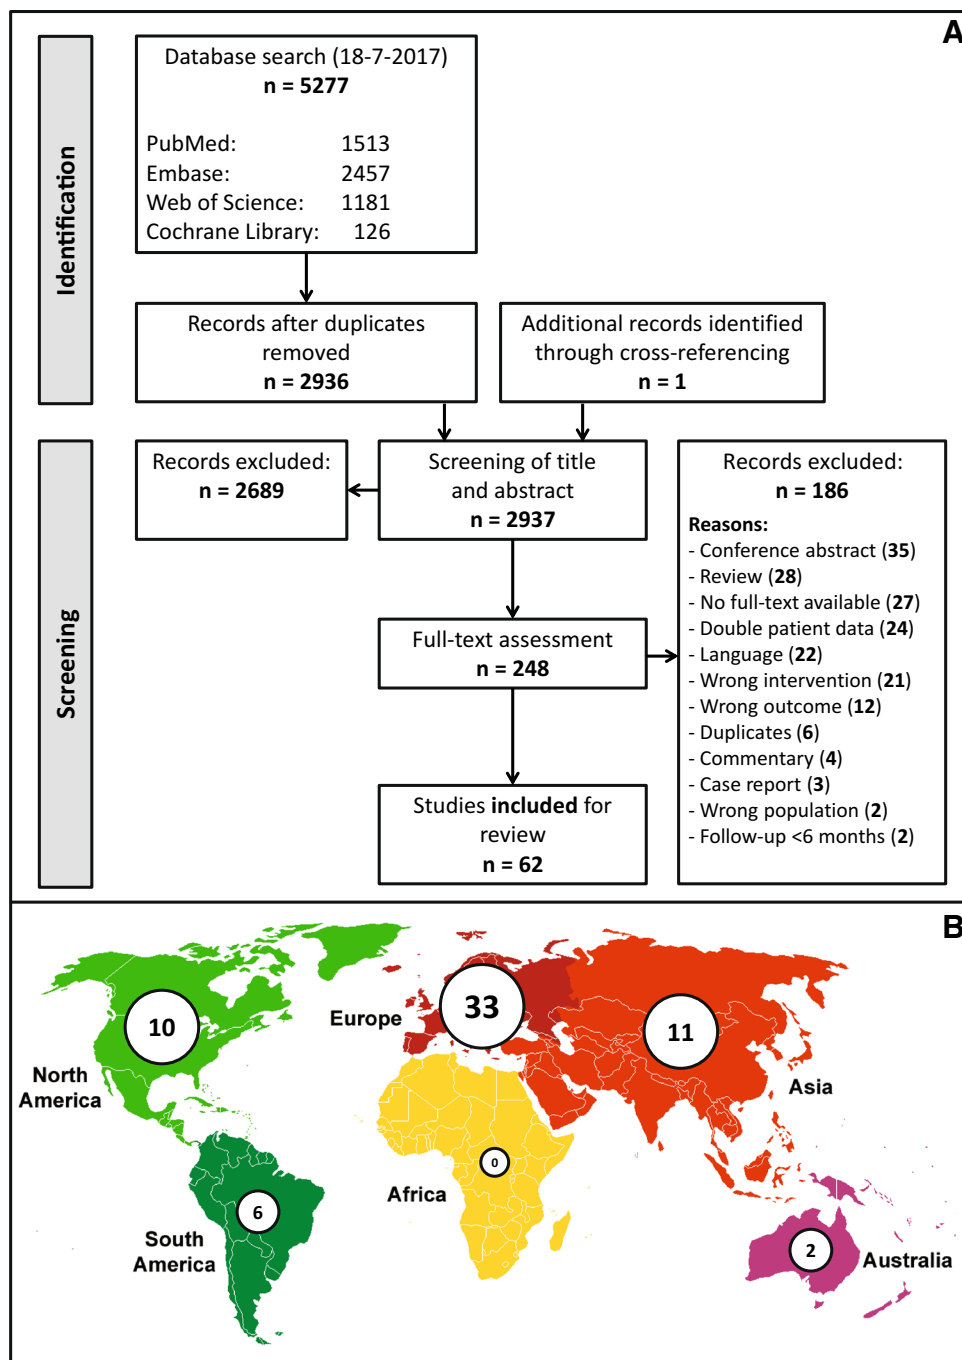 A
Identification
Database search (18-7-2017)
n = 5277
PubMed: 1513
Embase: 2457
Web of Science: 1181
Cochrane Library: 126
Records after duplicates
removed
n = 2936
Additional records identified
through cross-referencing
n = 1
Screening
Records excluded:
n = 2689
Screening of title
and abstract
n = 2937
Records excluded:
n = 186
Reasons:
- Conference abstract (35)
- Review (28)
- No full-text available (27)
- Double patient data (24)
- Language (22)
- Wrong intervention (21)
- Wrong outcome (12)
- Duplicates (6)
- Commentary (4)
- Case report (3)
- Wrong population (2)
- Follow-up <6 months (2)
Full-text assessment
n = 248
Studies included for
review
n = 62
B
10
North
America
Europe
33
11
Asia
0
Africa
6
South
America
2
Australia